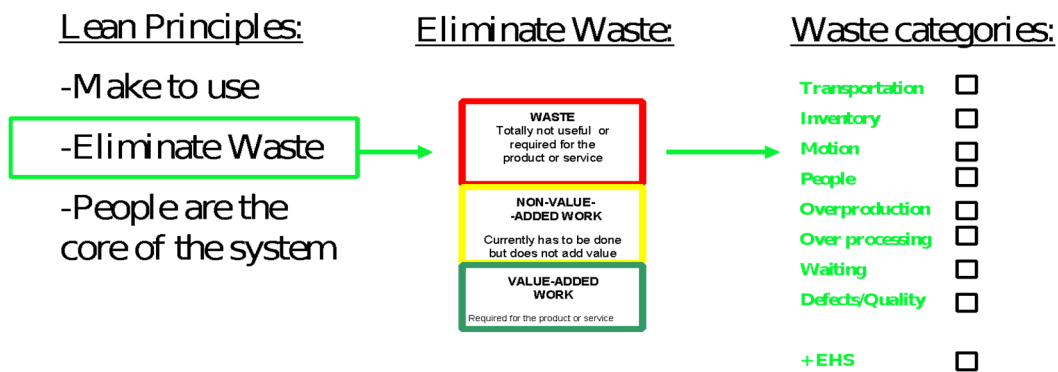 Lean Principles:
-Make to use
-Eliminate Waste
-People are the
core of the system
Eliminate Waste:
WASTE
Totally not useful or
required for the
product or service
NON-VALUE-
-ADDED WORK
Currently has to be done
but does not add value
VALUE-ADDED
WORK
Required for the product or service
Waste categories:
Transportation
Inventory
Motion
People
Overproduction
Over processing
Waiting
Defects/Quality
+EHS